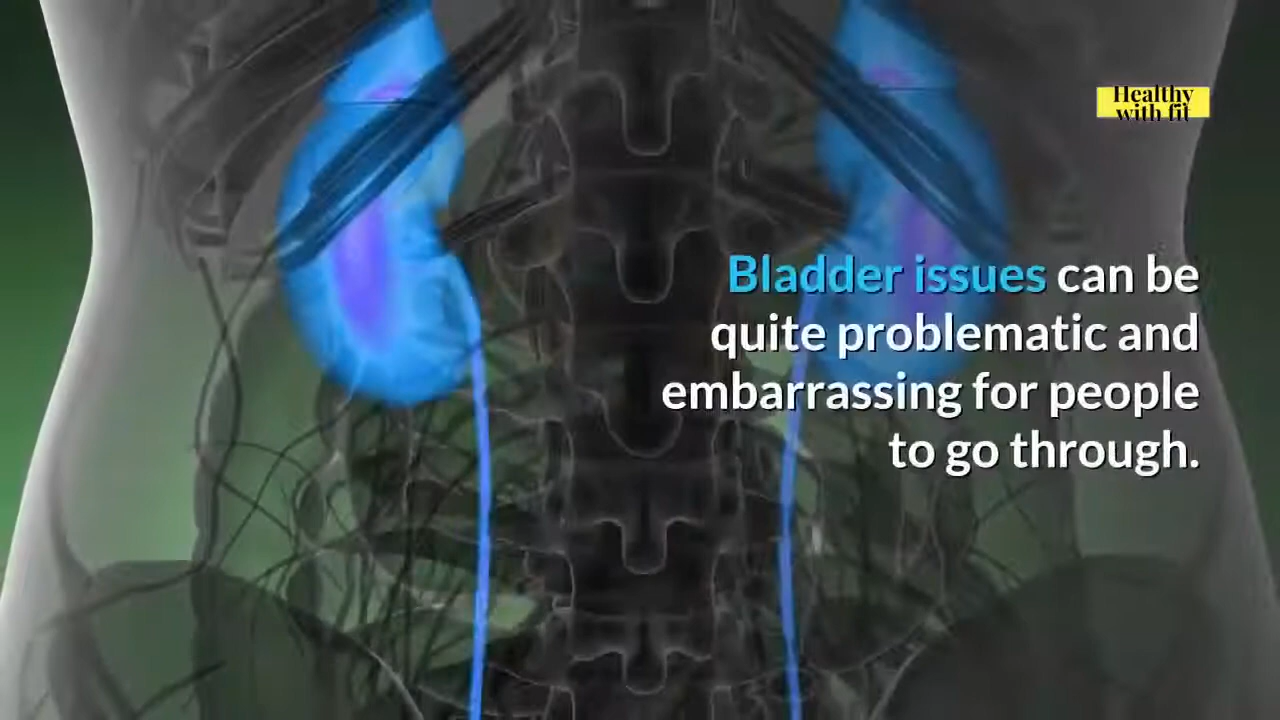 Healthy
with fit
Bladder issues can be
quite problematic and
embarrassing for people
to go through.